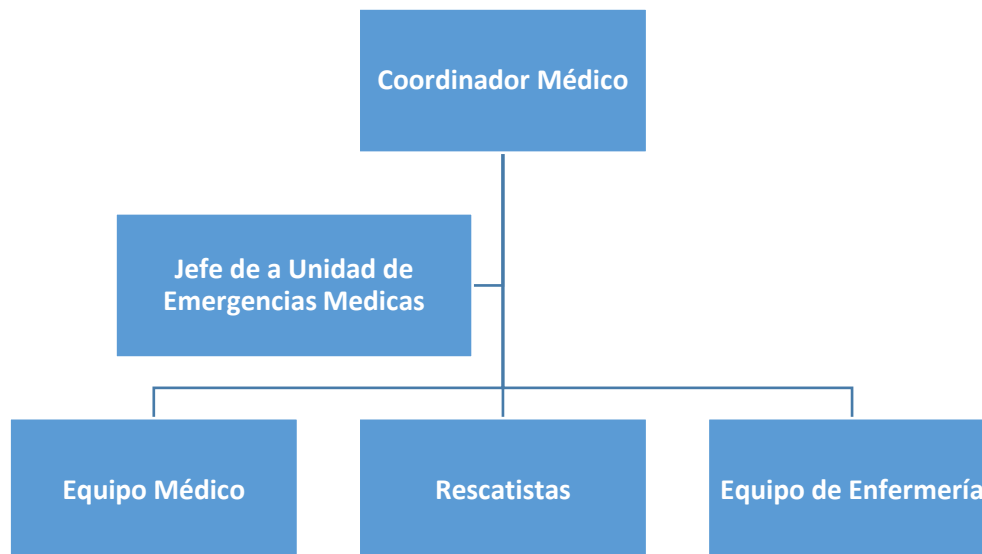 Coordinador Médico
Jefe de a Unidad de
Emergencias Medicas
Equipo Médico
Rescatistas
Equipo de Enfermería